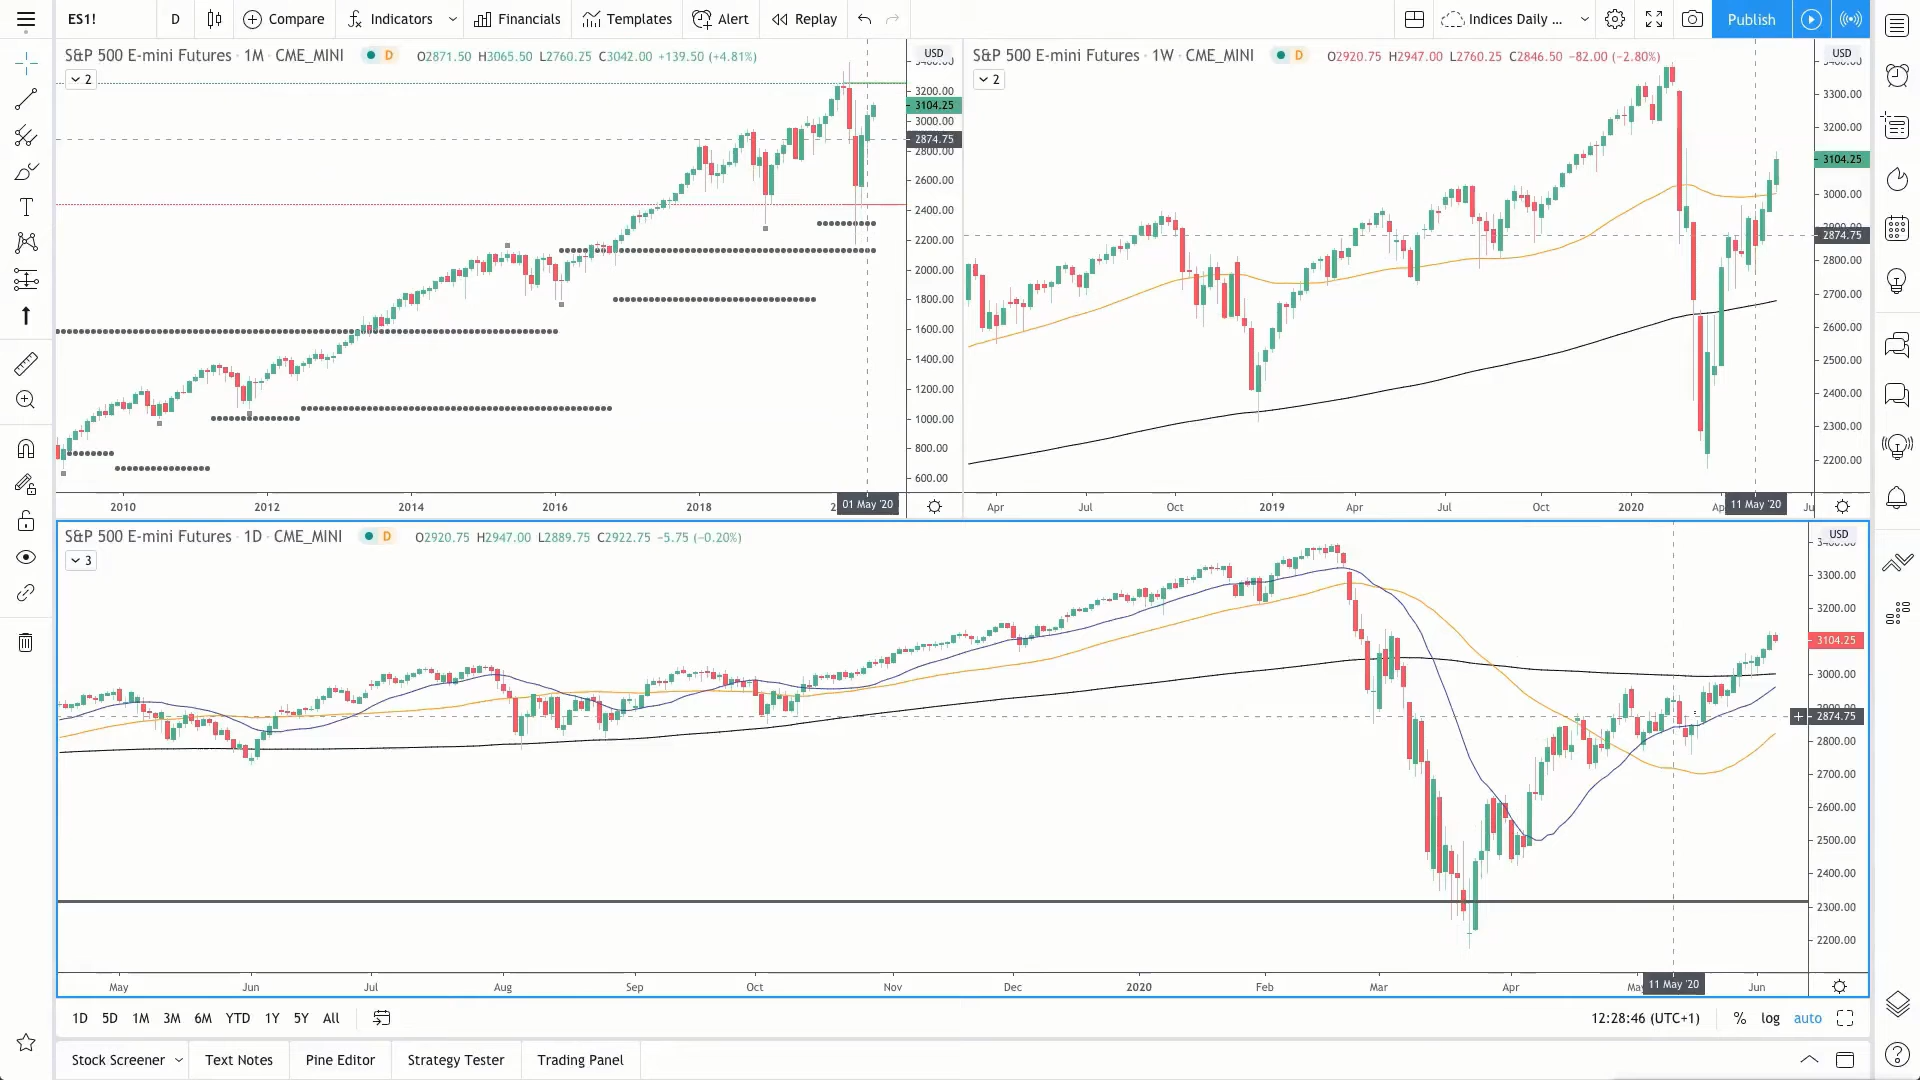 ES1!
D
Compare
Indicators
Financials
Templates
Alert
Replay
Indices Daily ...
Publish
S&P 500 E-mini Futures · 1M · CME_MINI
D
O2871.50 H3065.50 L2760.25 C3042.00 +139.50 (+4.81%)
2
USD
3200.00
3104.25
3000.00
2874.75
2800.00
2600.00
2400.00
2200.00
2000.00
1800.00
1600.00
1400.00
1200.00
1000.00
800.00
600.00
2010
2012
2014
2016
2018
01 May '20
S&P 500 E-mini Futures · 1W · CME_MINI
D
O2920.75 H2947.00 L2760.25 C2846.50 −82.00 (−2.80%)
2
USD
3300.00
3200.00
3104.25
3000.00
2874.75
2800.00
2700.00
2600.00
2500.00
2400.00
2300.00
2200.00
Apr
Jul
Oct
2019
Apr
Jul
Oct
2020
11 May '20
S&P 500 E-mini Futures · 1D · CME_MINI
D
O2920.75 H2947.00 L2889.75 C2922.75 −5.75 (−0.20%)
3
USD
3300.00
3200.00
3104.25
3000.00
2874.75
2800.00
2700.00
2600.00
2500.00
2400.00
2300.00
2200.00
May
Jun
Jul
Aug
Sep
Oct
Nov
Dec
2020
Feb
Mar
Apr
11 May '20
Jun
1D 5D 1M 3M 6M YTD 1Y 5Y All
12:28:46 (UTC+1)
% log auto
Stock Screener
Text Notes
Pine Editor
Strategy Tester
Trading Panel